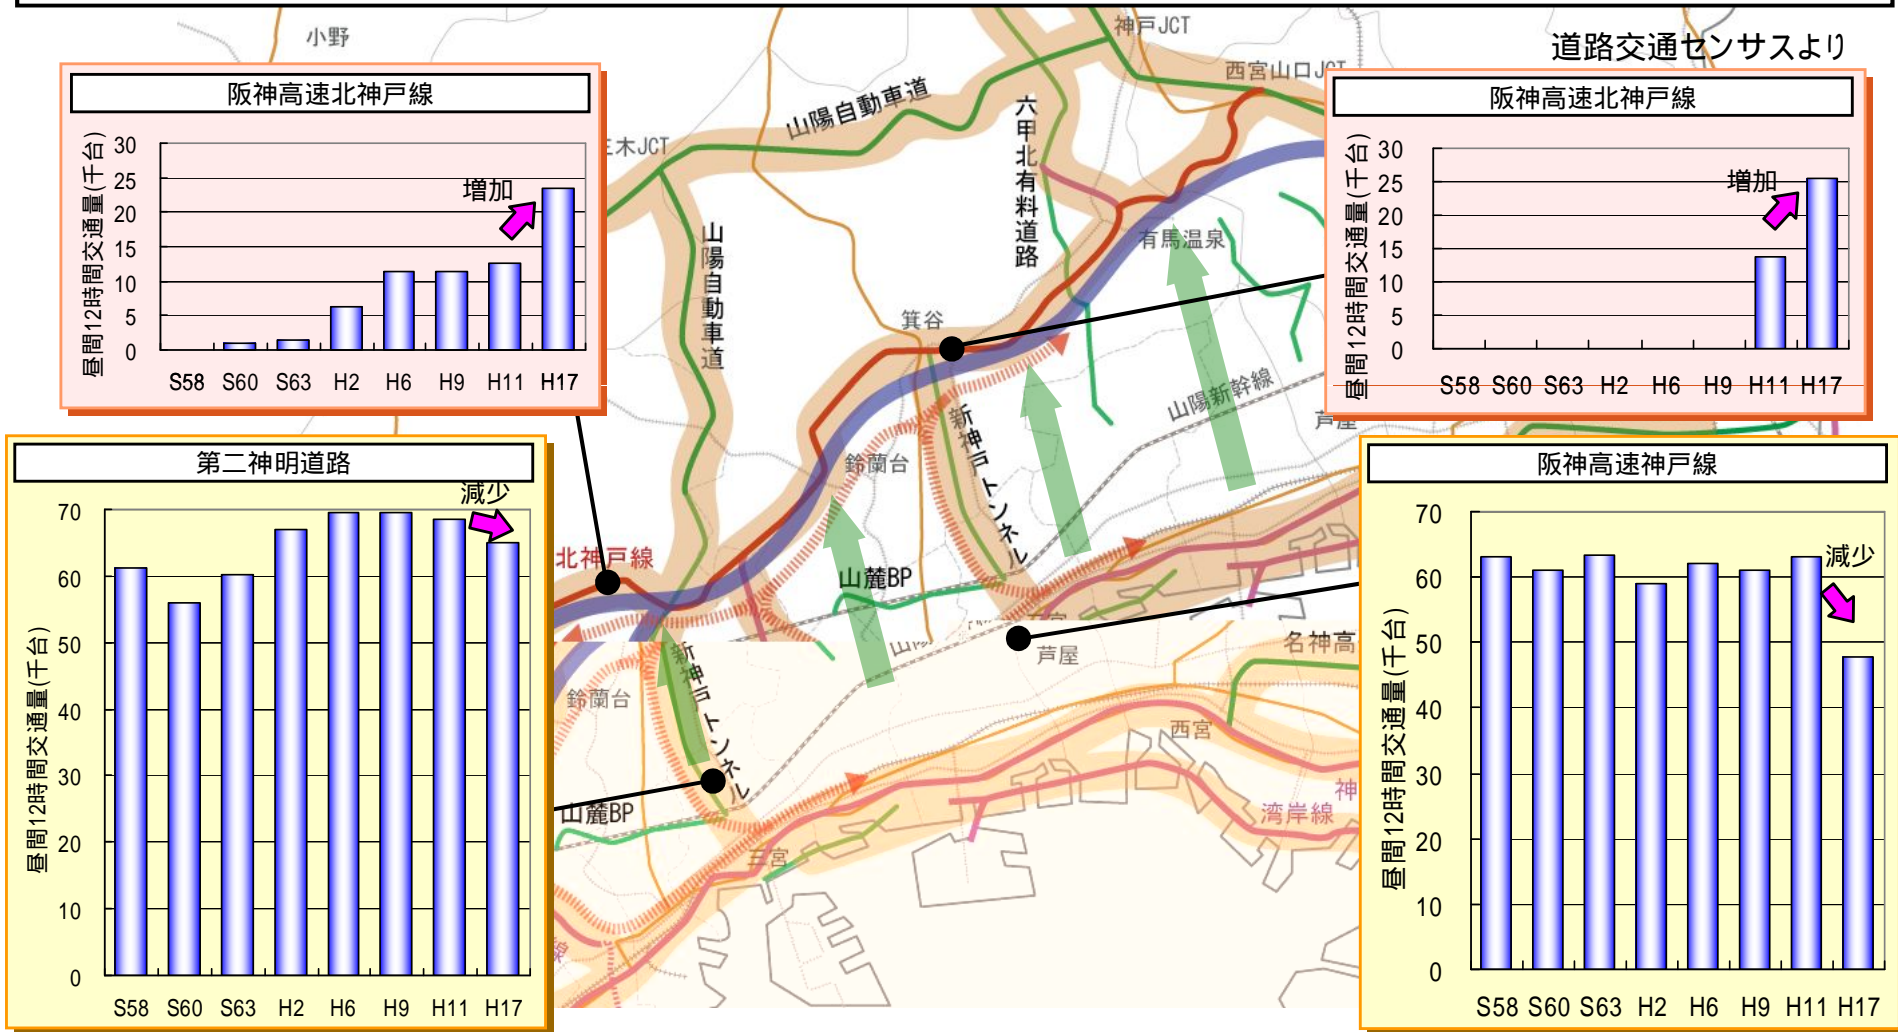 小野
神戸JCT
道路交通センサスより
西宮山口JCT
山陽自動車道
六甲北有料道路
三木JCT
山陽自動車道
有馬温泉
箕谷
山陽新幹線
芦屋
新神戸トンネル
鈴蘭台
北神戸線
山麓BP
三宮
芦屋
名神高
新神戸トンネル
鈴蘭台
西宮
山麓BP
神
湾岸線
三宮
線
阪神高速北神戸線
昼間12時間交通量(千台)
30
25
20
15
10
5
0
増加
S58 S60 S63 H2 H6 H9 H11 H17
阪神高速北神戸線
昼間12時間交通量(千台)
30
25
20
15
10
5
0
増加
S58 S60 S63 H2 H6 H9 H11 H17
第二神明道路
減少
昼間12時間交通量(千台)
70
60
50
40
30
20
10
0
S58 S60 S63 H2 H6 H9 H11 H17
阪神高速神戸線
減少
昼間12時間交通量(千台)
70
60
50
40
30
20
10
0
S58 S60 S63 H2 H6 H9 H11 H17